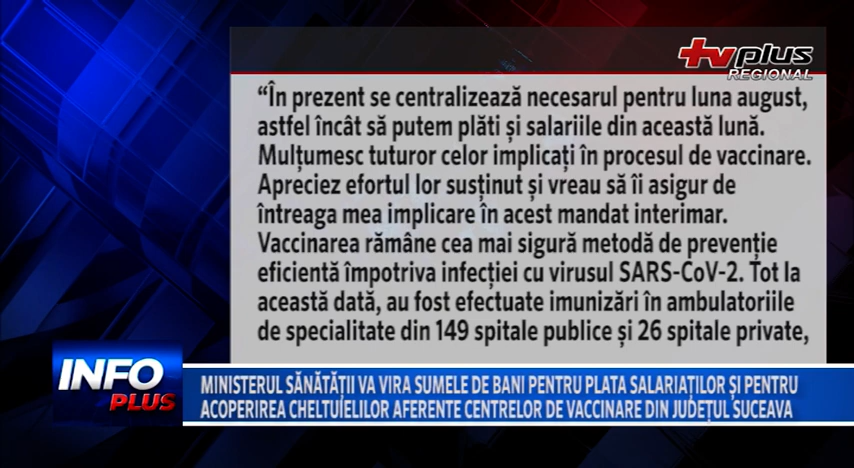 tvplus
REGIONAL
“În prezent se centralizează necesarul pentru luna august,
astfel încât să putem plăti și salariile din această lună.
Mulțumesc tuturor celor implicați în procesul de vaccinare.
Apreciez efortul lor susținut și vreau să îi asigur de
întreaga mea implicare în acest mandat interimar.
Vaccinarea rămâne cea mai sigură metodă de prevenție
eficientă împotriva infecției cu virusul SARS-CoV-2. Tot la
această dată, au fost efectuate imunizări în ambulatoriile
de specialitate din 149 spitale publice și 26 spitale private,
INFO
PLUS
MINISTERUL SĂNĂTĂȚII VA VIRA SUMELE DE BANI PENTRU PLATA SALARIAȚILOR ȘI PENTRU
ACOPERIREA CHELTUIELILOR AFERENTE CENTRELOR DE VACCINARE DIN JUDEȚUL SUCEAVA